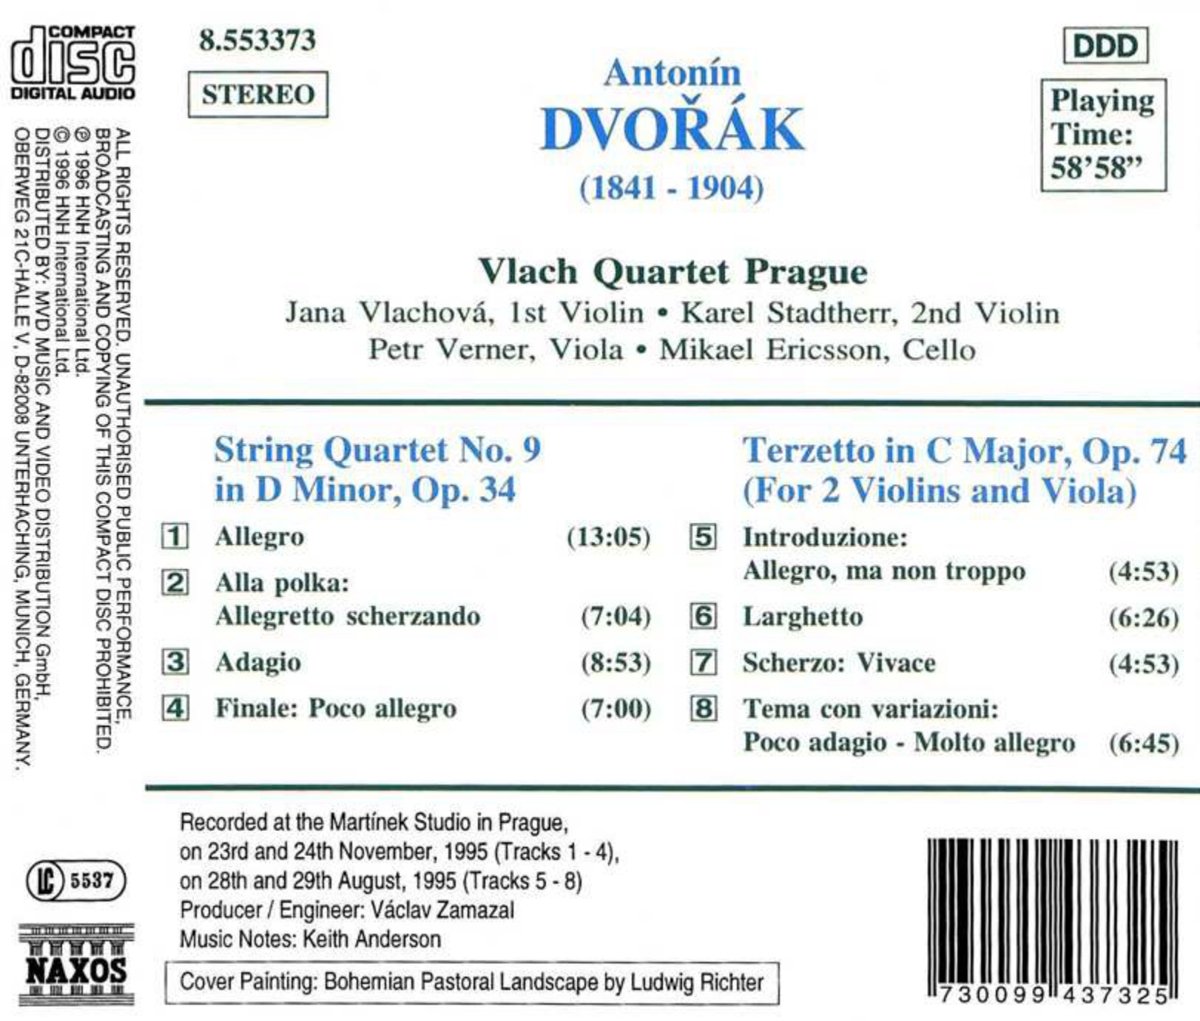 COMPACT
disc
DIGITAL AUDIO
8.553373
STEREO
Antonín
DVOŘÁK
(1841 - 1904)
DDD
Playing
Time:
58’58”
Vlach Quartet Prague
Jana Vlachová, 1st Violin • Karel Stadtherr, 2nd Violin
Petr Verner, Viola • Mikael Ericsson, Cello
String Quartet No. 9
in D Minor, Op. 34
1 Allegro (13:05)
2 Alla polka:
Allegretto scherzando (7:04)
3 Adagio (8:53)
4 Finale: Poco allegro (7:00)
Terzetto in C Major, Op. 74
(For 2 Violins and Viola)
5 Introduzione:
Allegro, ma non troppo (4:53)
6 Larghetto (6:26)
7 Scherzo: Vivace (4:53)
8 Tema con variazioni:
Poco adagio - Molto allegro (6:45)
ALL RIGHTS RESERVED. UNAUTHORISED PUBLIC PERFORMANCE,
BROADCASTING AND COPYING OF THIS COMPACT DISC PROHIBITED.
℗ 1996 HNH International Ltd.
© 1996 HNH International Ltd.
DISTRIBUTED BY: MVD MUSIC AND VIDEO DISTRIBUTION GmbH,
OBERWEG 21C-HALLE V, D-82008 UNTERHACHING, MUNICH, GERMANY.
Recorded at the Martínek Studio in Prague,
on 23rd and 24th November, 1995 (Tracks 1 - 4),
on 28th and 29th August, 1995 (Tracks 5 - 8)
Producer / Engineer: Václav Zamazal
Music Notes: Keith Anderson
Cover Painting: Bohemian Pastoral Landscape by Ludwig Richter
LC 5537
NAXOS
730099 437325